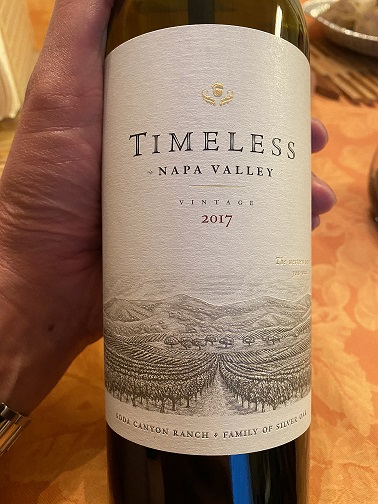 TIMELESS
NAPA VALLEY
VINTAGE
2017
SODA CANYON RANCH FAMILY OF SILVER OAK